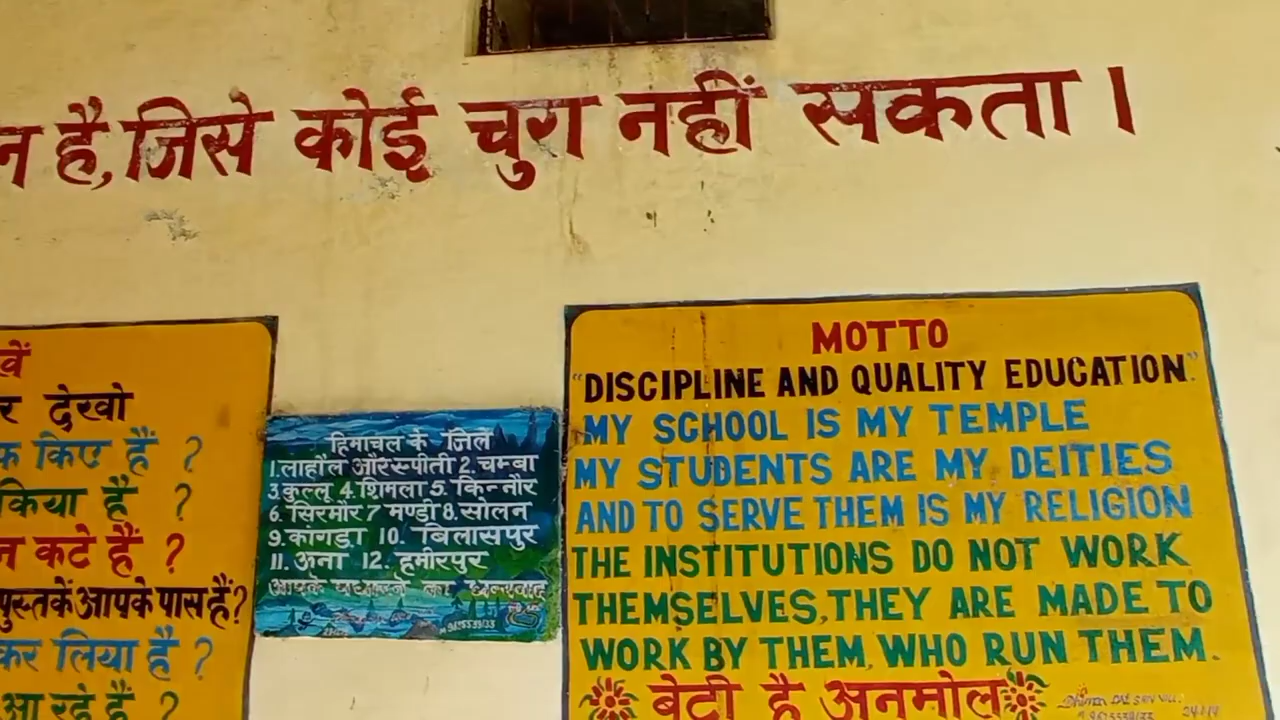 न है, जिसे कोई चुरा नहीं सकता।
देखो
किए हैं ?
किया है ?
कटे हैं ?
पुस्तकें आपके पास हैं?
कर लिया है ?
आ रहे हैं ?
हिमाचल के जिले
1. लाहौल और स्पीती 2. चम्बा
3 कुल्लू 4. शिमला 5. किन्नौर
6. सिरमौर 7 मण्डी 8. सोलन
9. कांगड़ा 10. बिलासपुर
11. ऊना 12. हमीरपुर
MOTTO
"DISCIPLINE AND QUALITY EDUCATION."
MY SCHOOL IS MY TEMPLE
MY STUDENTS ARE MY DEITIES
AND TO SERVE THEM IS MY RELIGION
THE INSTITUTIONS DO NOT WORK
THEMSELVES, THEY ARE MADE TO
WORK BY THEM, WHO RUN THEM.
बेटी है अनमोल